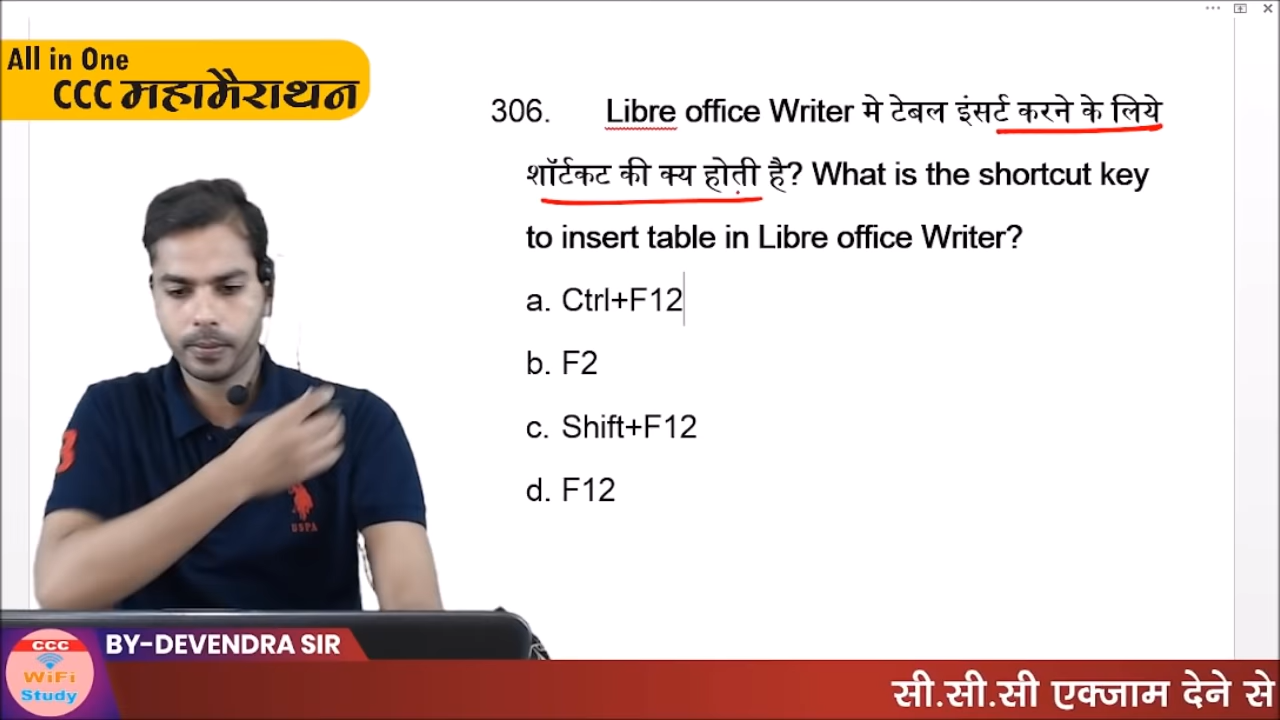 All in One
CCC महामैराथन
306. Libre office Writer मे टेबल इंसर्ट करने के लिये
शॉर्टकट की क्य होती है? What is the shortcut key
to insert table in Libre office Writer?
a. Ctrl+F12
b. F2
c. Shift+F12
d. F12
3
USPA
CCC
WiFi
Study
BY-DEVENDRA SIR
सी.सी.सी एक्जाम देने से